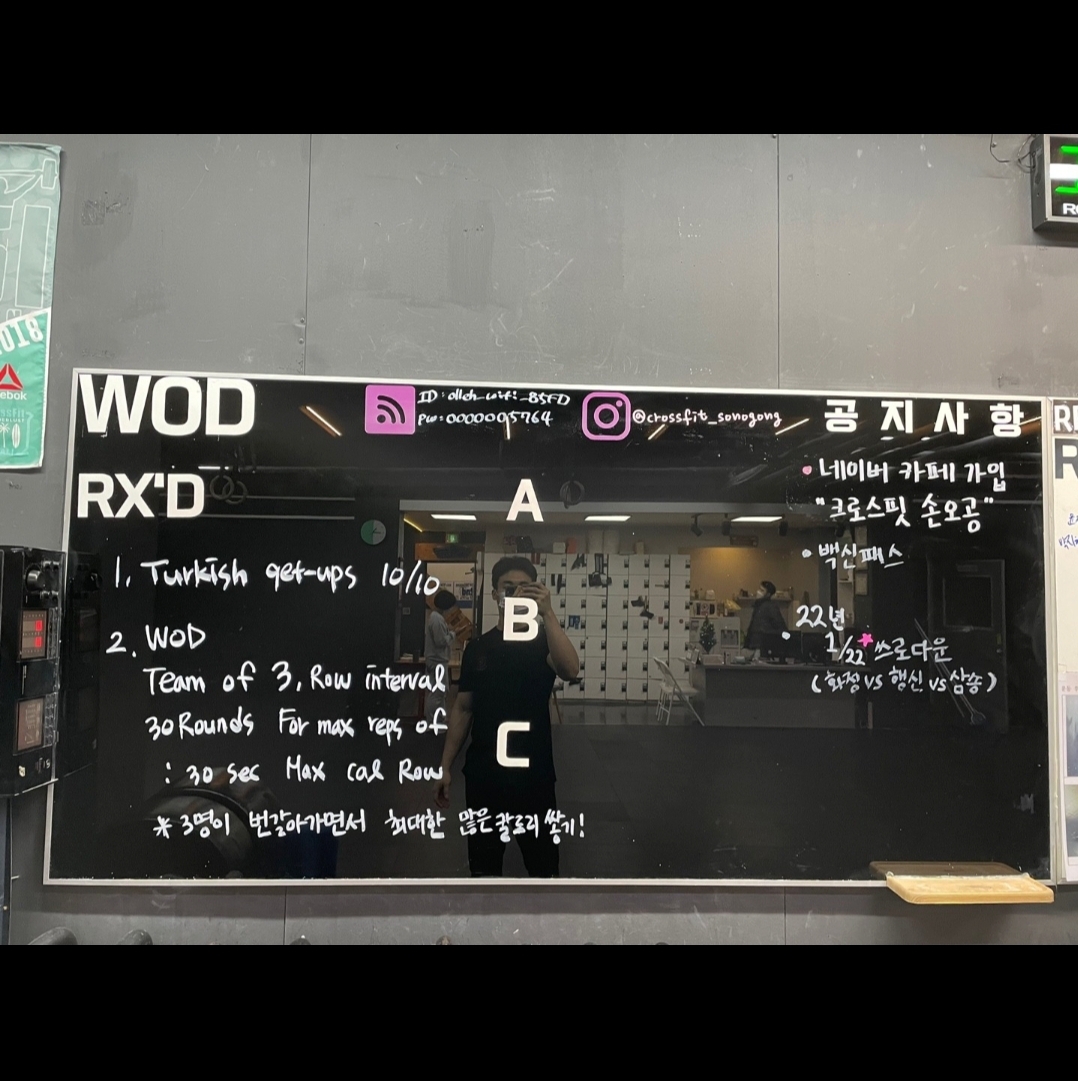 WOD
ID: olleh_wifi_B5FD
PW: 0000005764
@crossfit_sonogong
공지사항
RX'D
A
B
C
1. Turkish get-ups 10/10
2. WOD
Team of 3, Row interval
30 Rounds For max reps of
: 30 sec Max cal Row
* 3명이 번갈아가면서 최대한 많은 칼로리 쌓기!
• 네이버 카페 가입
"크로스핏 손오공"
• 백신패스
• 22년
1/22* 쓰로다운
(화정 vs 행신 vs 삼송)